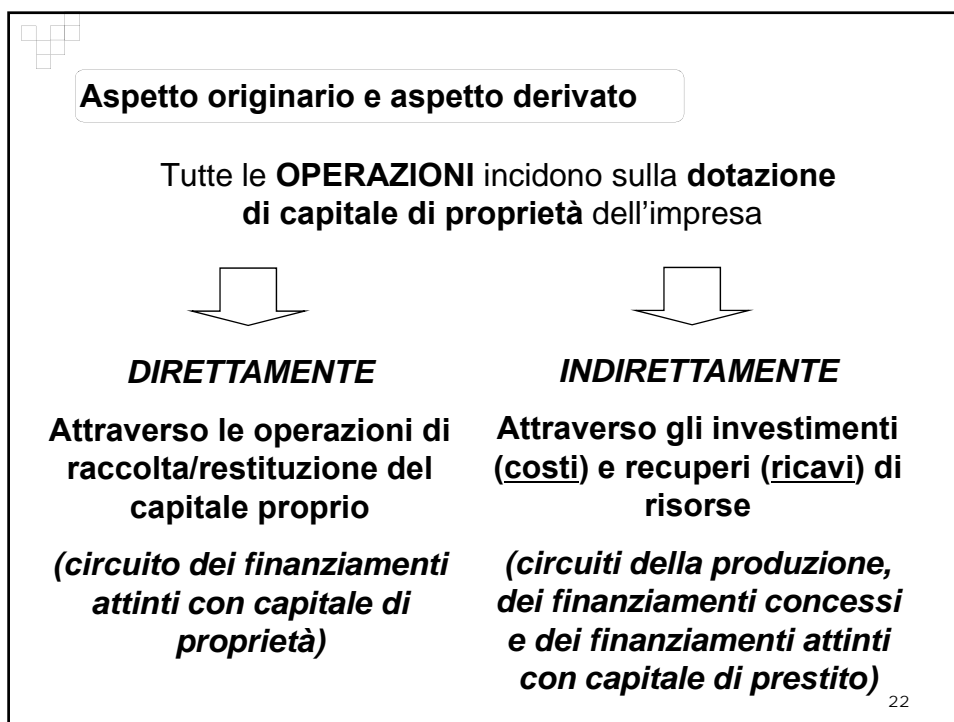 Aspetto originario e aspetto derivato
Tutte le OPERAZIONI incidono sulla dotazione
di capitale di proprietà dell'impresa
DIRETTAMENTE
Attraverso le operazioni di
raccolta/restituzione del
capitale proprio
(circuito dei finanziamenti
attinti con capitale di
proprietà)
INDIRETTAMENTE
Attraverso gli investimenti
(costi) e recuperi (ricavi) di
risorse
(circuiti della produzione,
dei finanziamenti concessi
e dei finanziamenti attinti
con capitale di prestito)
22